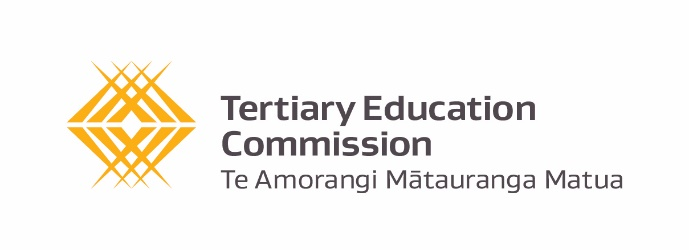 Tertiary Education
Commission
Te Amorangi Mātauranga Matua